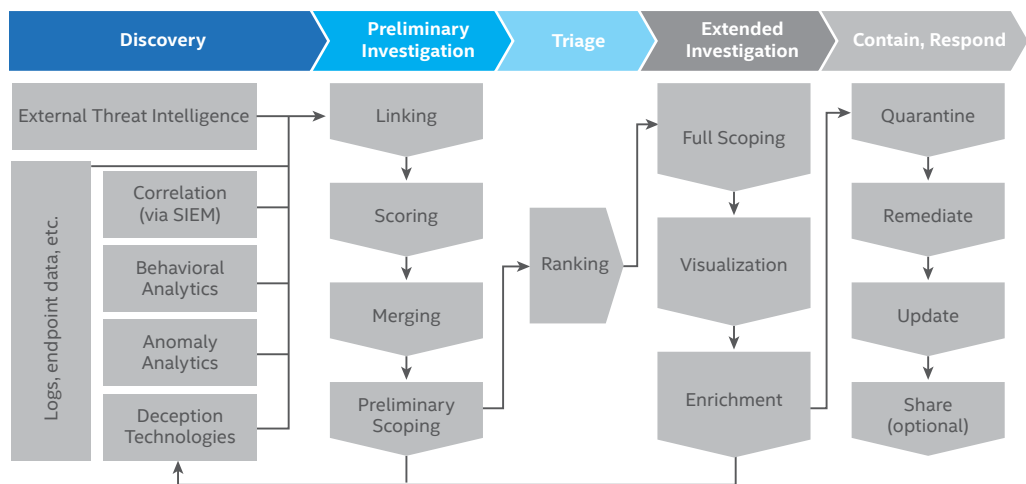 Discovery
Preliminary
Investigation
Triage
Extended
Investigation
Contain, Respond
External Threat Intelligence
Logs, endpoint data, etc.
Correlation
(via SIEM)
Behavioral
Analytics
Anomaly
Analytics
Deception
Technologies
Linking
Scoring
Merging
Preliminary
Scoping
Ranking
Full Scoping
Visualization
Enrichment
Quarantine
Remediate
Update
Share
(optional)